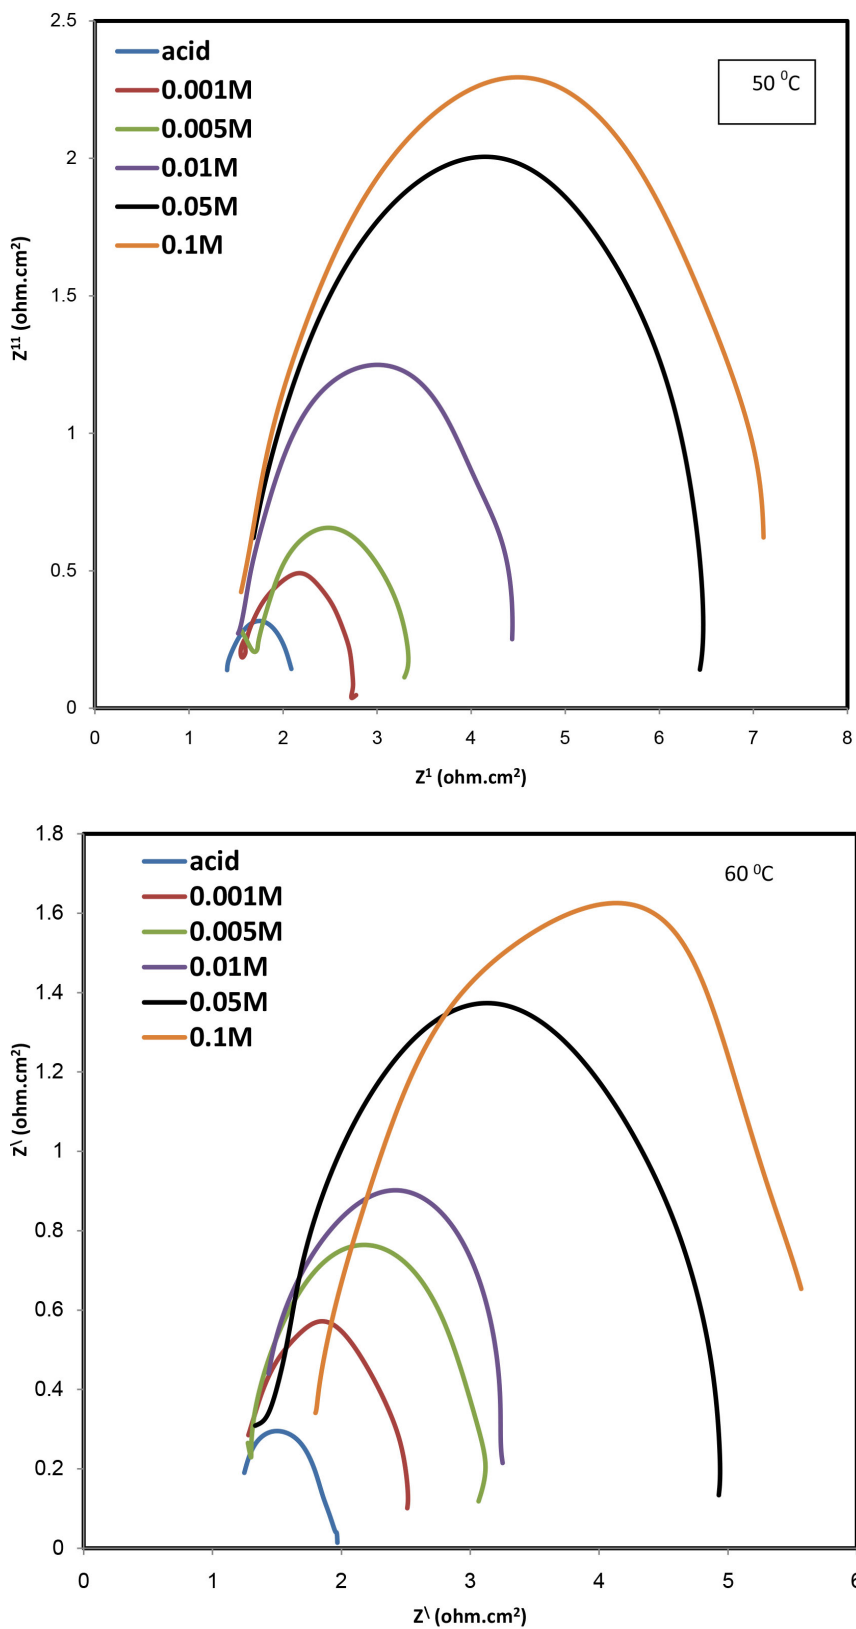 2.5
acid
50 ⁰C
0.001M
0.005M
2
0.01M
0.05M
0.1M
1.5
Z¹¹ (ohm.cm²)
1
0.5
0
0 1 2 3 4 5 6 7 8
Z¹ (ohm.cm²)
1.8
acid
60 ⁰C
0.001M
1.6
0.005M
0.01M
1.4
0.05M
0.1M
1.2
Z\ (ohm.cm²)
1
0.8
0.6
0.4
0.2
0
0 1 2 3 4 5 6
Z\ (ohm.cm²)